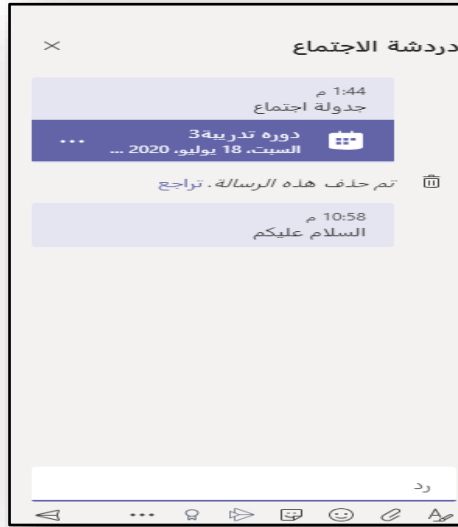 دردشة الاجتماع
1:44 م
جدولة اجتماع
دوره تدريبة3
السبت، 18 يوليو، 2020 ...
تم حذف هذه الرسالة. تراجع
10:58 م
السلام عليكم
رد